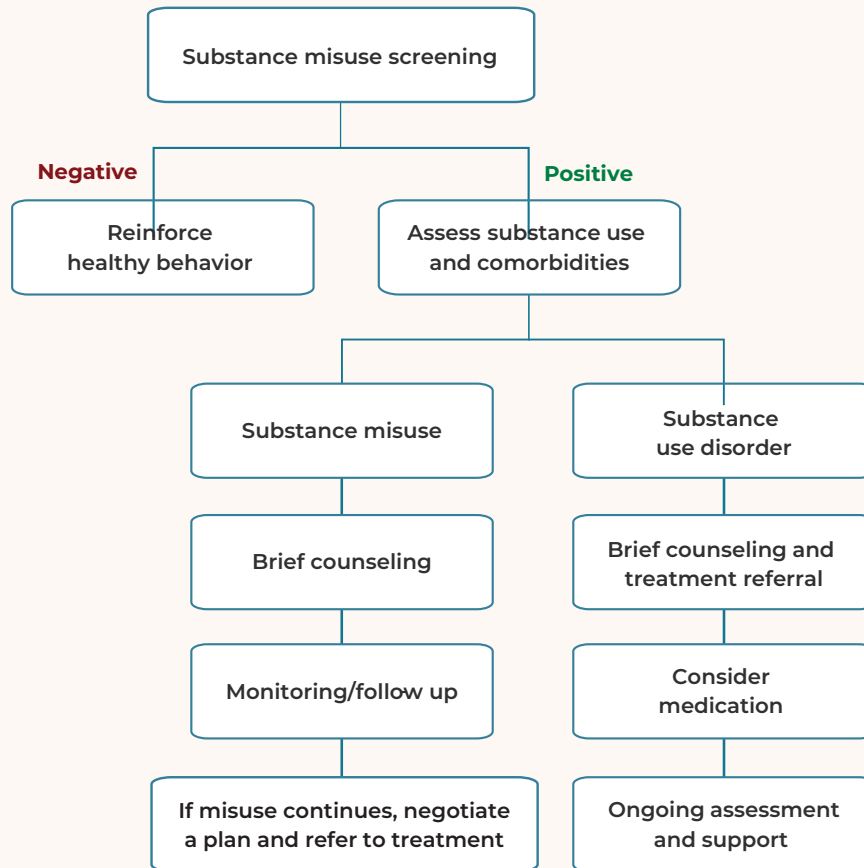 Substance misuse screening
Negative
Positive
Reinforce
healthy behavior
Assess substance use
and comorbidities
Substance misuse
Substance
use disorder
Brief counseling
Brief counseling and
treatment referral
Monitoring/follow up
Consider
medication
If misuse continues, negotiate
a plan and refer to treatment
Ongoing assessment
and support